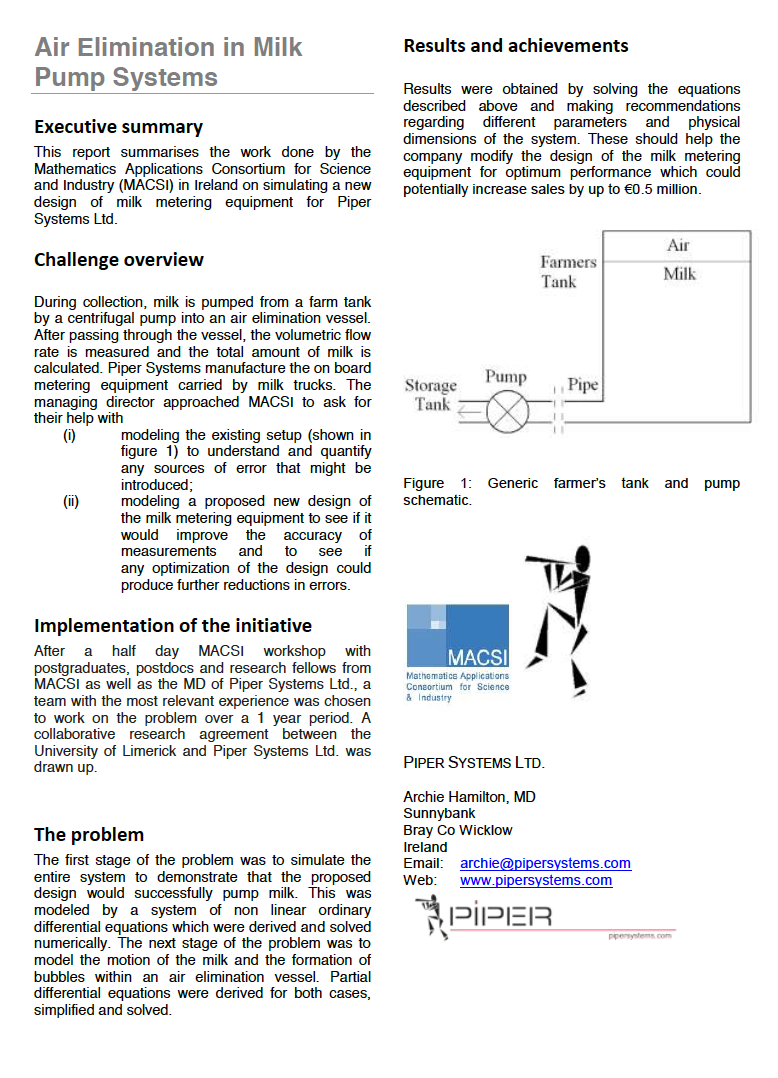 Air Elimination in Milk
Pump Systems
Executive summary
This report summarises the work done by the
Mathematics Applications Consortium for Science
and Industry (MACSI) in Ireland on simulating a new
design of milk metering equipment for Piper
Systems Ltd.
Challenge overview
During collection, milk is pumped from a farm tank
by a centrifugal pump into an air elimination vessel.
After passing through the vessel, the volumetric flow
rate is measured and the total amount of milk is
calculated. Piper Systems manufacture the on board
metering equipment carried by milk trucks. The
managing director approached MACSI to ask for
their help with
(i) modeling the existing setup (shown in
figure 1) to understand and quantify
any sources of error that might be
introduced;
(ii) modeling a proposed new design of
the milk metering equipment to see if it
would improve the accuracy of
measurements and to see if
any optimization of the design could
produce further reductions in errors.
Implementation of the initiative
After a half day MACSI workshop with
postgraduates, postdocs and research fellows from
MACSI as well as the MD of Piper Systems Ltd., a
team with the most relevant experience was chosen
to work on the problem over a 1 year period. A
collaborative research agreement between the
University of Limerick and Piper Systems Ltd. was
drawn up.
The problem
The first stage of the problem was to simulate the
entire system to demonstrate that the proposed
design would successfully pump milk. This was
modeled by a system of non linear ordinary
differential equations which were derived and solved
numerically. The next stage of the problem was to
model the motion of the milk and the formation of
bubbles within an air elimination vessel. Partial
differential equations were derived for both cases,
simplified and solved.
Results and achievements
Results were obtained by solving the equations
described above and making recommendations
regarding different parameters and physical
dimensions of the system. These should help the
company modify the design of the milk metering
equipment for optimum performance which could
potentially increase sales by up to €0.5 million.
Air
Farmers
Tank
Milk
Storage
Tank
Pump
Pipe
Figure 1: Generic farmer's tank and pump
schematic.
MACSI
Mathematics Applications
Consortium for Science
& Industry
PIPER SYSTEMS LTD.
Archie Hamilton, MD
Sunnybank
Bray Co Wicklow
Ireland
Email: archie@pipersystems.com
Web: www.pipersystems.com
PIPER
pipersystems.com